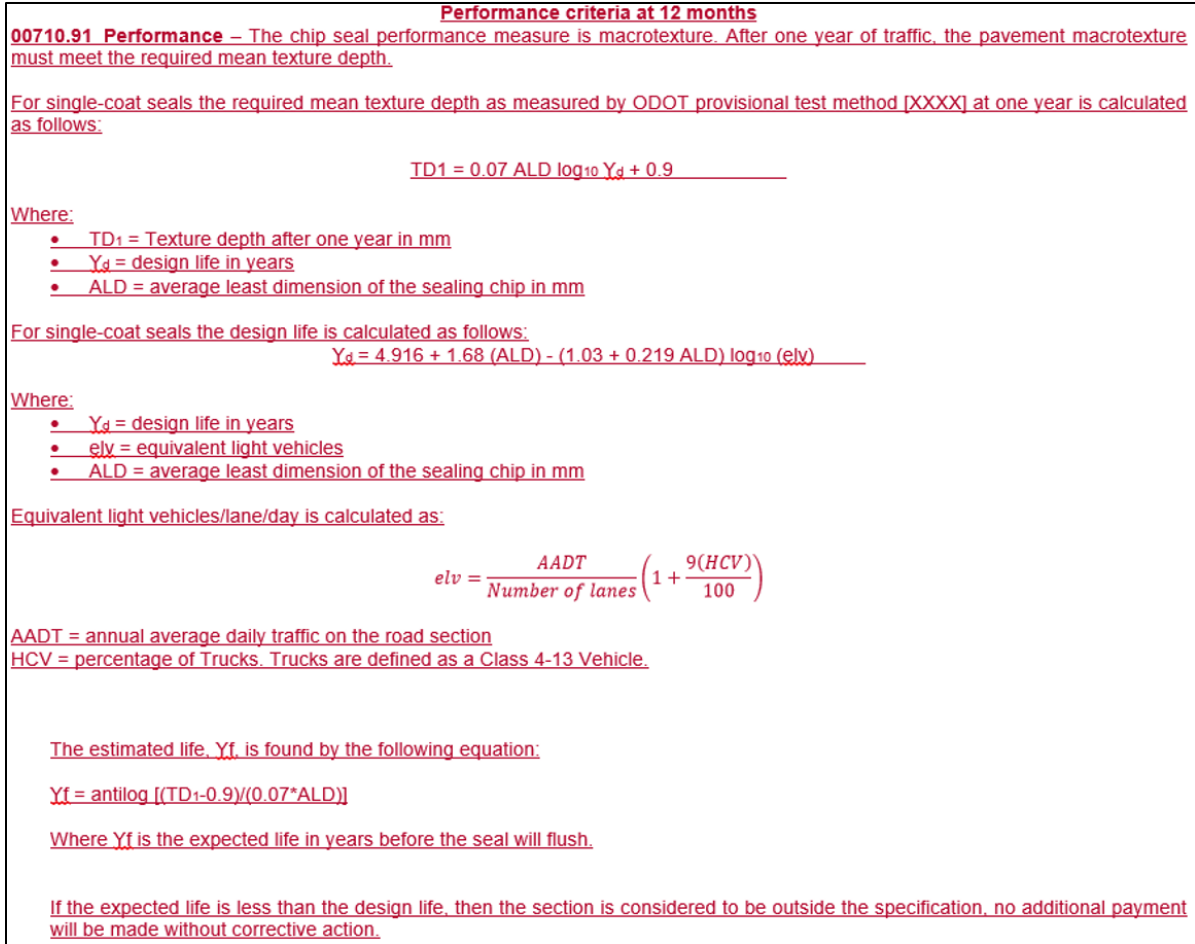 Performance criteria at 12 months
00710.91 Performance – The chip seal performance measure is macrotexture. After one year of traffic, the pavement macrotexture
must meet the required mean texture depth.
For single-coat seals the required mean texture depth as measured by ODOT provisional test method [XXXX] at one year is calculated
as follows:
TD1 = 0.07 ALD log10 Yd + 0.9
Where:
• TD1 = Texture depth after one year in mm
• Yd = design life in years
• ALD = average least dimension of the sealing chip in mm
For single-coat seals the design life is calculated as follows:
Yd = 4.916 + 1.68 (ALD) - (1.03 + 0.219 ALD) log10 (elv)
Where:
• Yd = design life in years
• elv = equivalent light vehicles
• ALD = average least dimension of the sealing chip in mm
Equivalent light vehicles/lane/day is calculated as:
elv = AADT / Number of lanes (1 + 9(HCV) / 100)
AADT = annual average daily traffic on the road section
HCV = percentage of Trucks. Trucks are defined as a Class 4-13 Vehicle.
The estimated life, Yf, is found by the following equation:
Yf = antilog [(TD1-0.9)/(0.07*ALD)]
Where Yf is the expected life in years before the seal will flush.
If the expected life is less than the design life, then the section is considered to be outside the specification, no additional payment
will be made without corrective action.